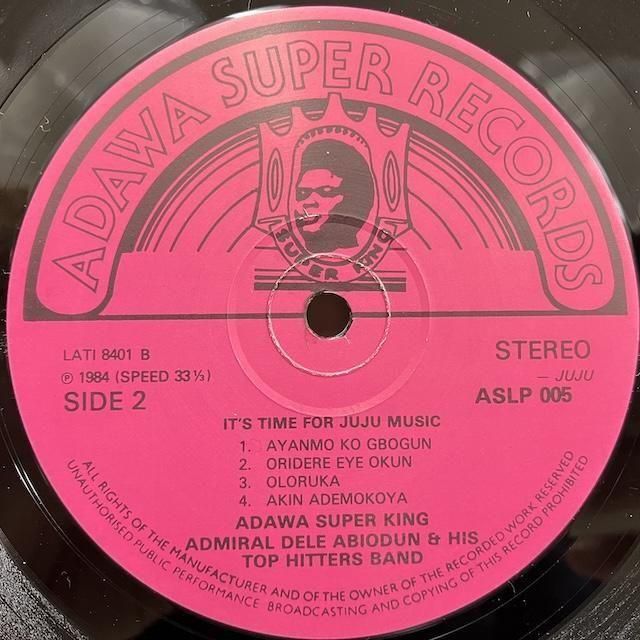 ADAWA SUPER RECORDS
SUPER KING
LATI 8401 B
℗ 1984 (SPEED 33⅓)
SIDE 2
STEREO
— JUJU
ASLP 005
IT'S TIME FOR JUJU MUSIC
1. AYANMO KO GBOGUN
2. ORIDERE EYE OKUN
3. OLORUKA
4. AKIN ADEMOKOYA
ADAWA SUPER KING
ADMIRAL DELE ABIODUN & HIS
TOP HITTERS BAND
ALL RIGHTS OF THE MANUFACTURER AND OF THE OWNER OF THE RECORDED WORK RESERVED
UNAUTHORISED PUBLIC PERFORMANCE BROADCASTING AND COPYING OF THIS RECORD PROHIBITED